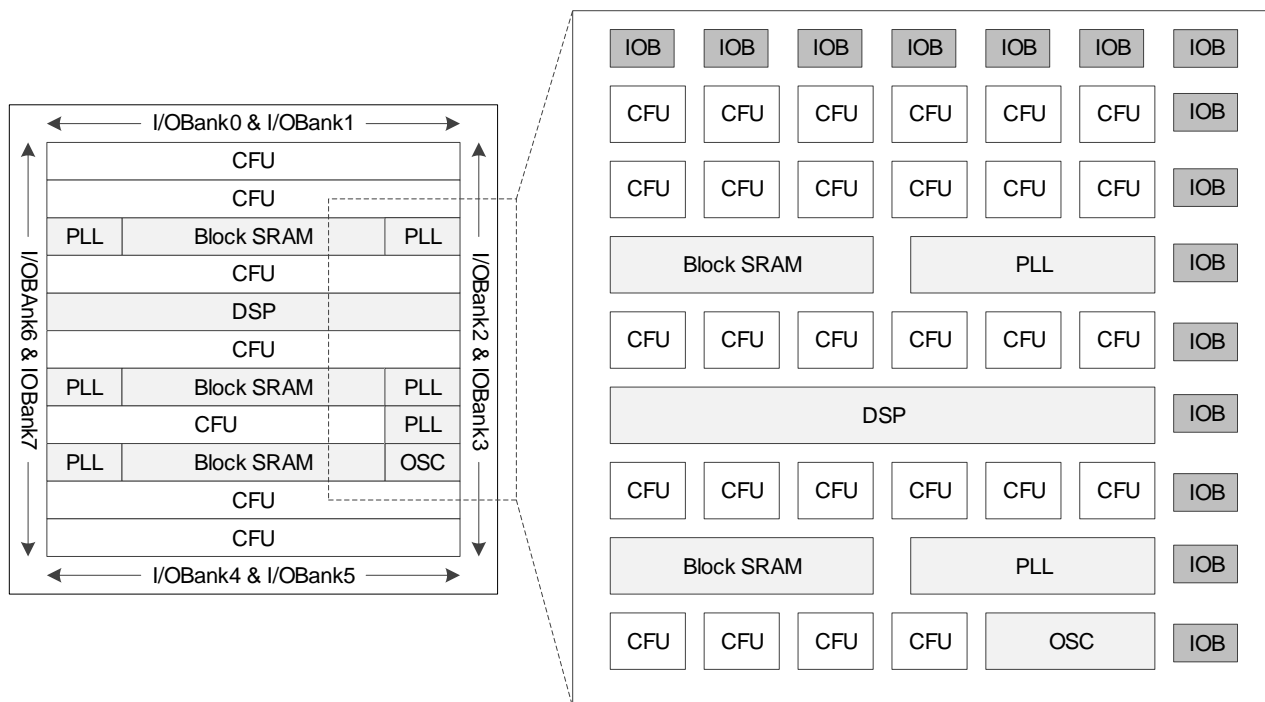 I/OBank0 & I/OBank1
CFU
CFU
PLL Block SRAM PLL
CFU
DSP
CFU
PLL Block SRAM PLL
CFU PLL
PLL Block SRAM OSC
CFU
CFU
I/OBank4 & I/OBank5
I/OBAnk6 & IOBank7
I/OBank2 & IOBank3
IOB IOB IOB IOB IOB IOB IOB
CFU CFU CFU CFU CFU CFU IOB
CFU CFU CFU CFU CFU CFU IOB
Block SRAM PLL IOB
CFU CFU CFU CFU CFU CFU IOB
DSP IOB
CFU CFU CFU CFU CFU CFU IOB
Block SRAM PLL IOB
CFU CFU CFU CFU OSC IOB